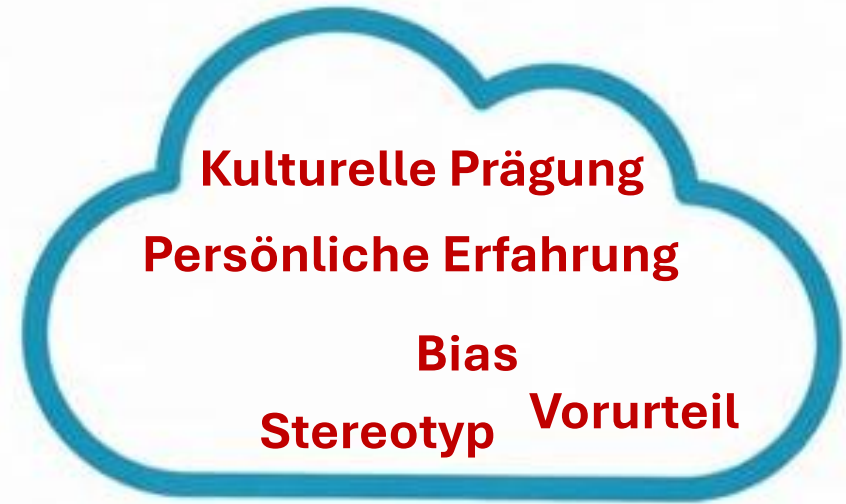 Kulturelle Prägung
Persönliche Erfahrung
Bias
Vorurteil
Stereotyp